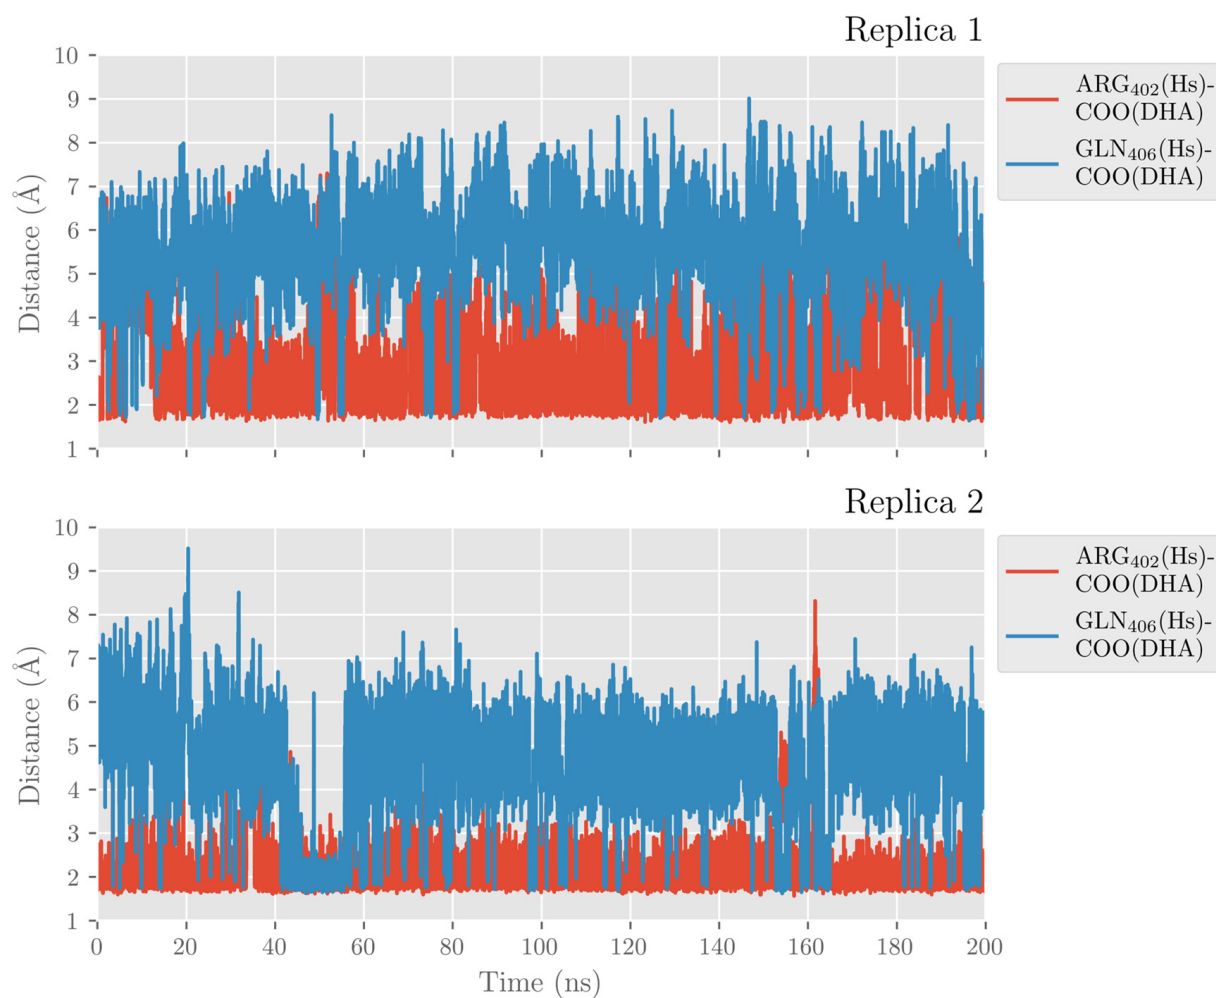 Replica 1
10
9
8
7
6
5
4
3
2
1
Distance (Å)
ARG₄₀₂(Hs)-
COO(DHA)
GLN₄₀₆(Hs)-
COO(DHA)
Replica 2
10
9
8
7
6
5
4
3
2
1
Distance (Å)
ARG₄₀₂(Hs)-
COO(DHA)
GLN₄₀₆(Hs)-
COO(DHA)
0 20 40 60 80 100 120 140 160 180 200
Time (ns)